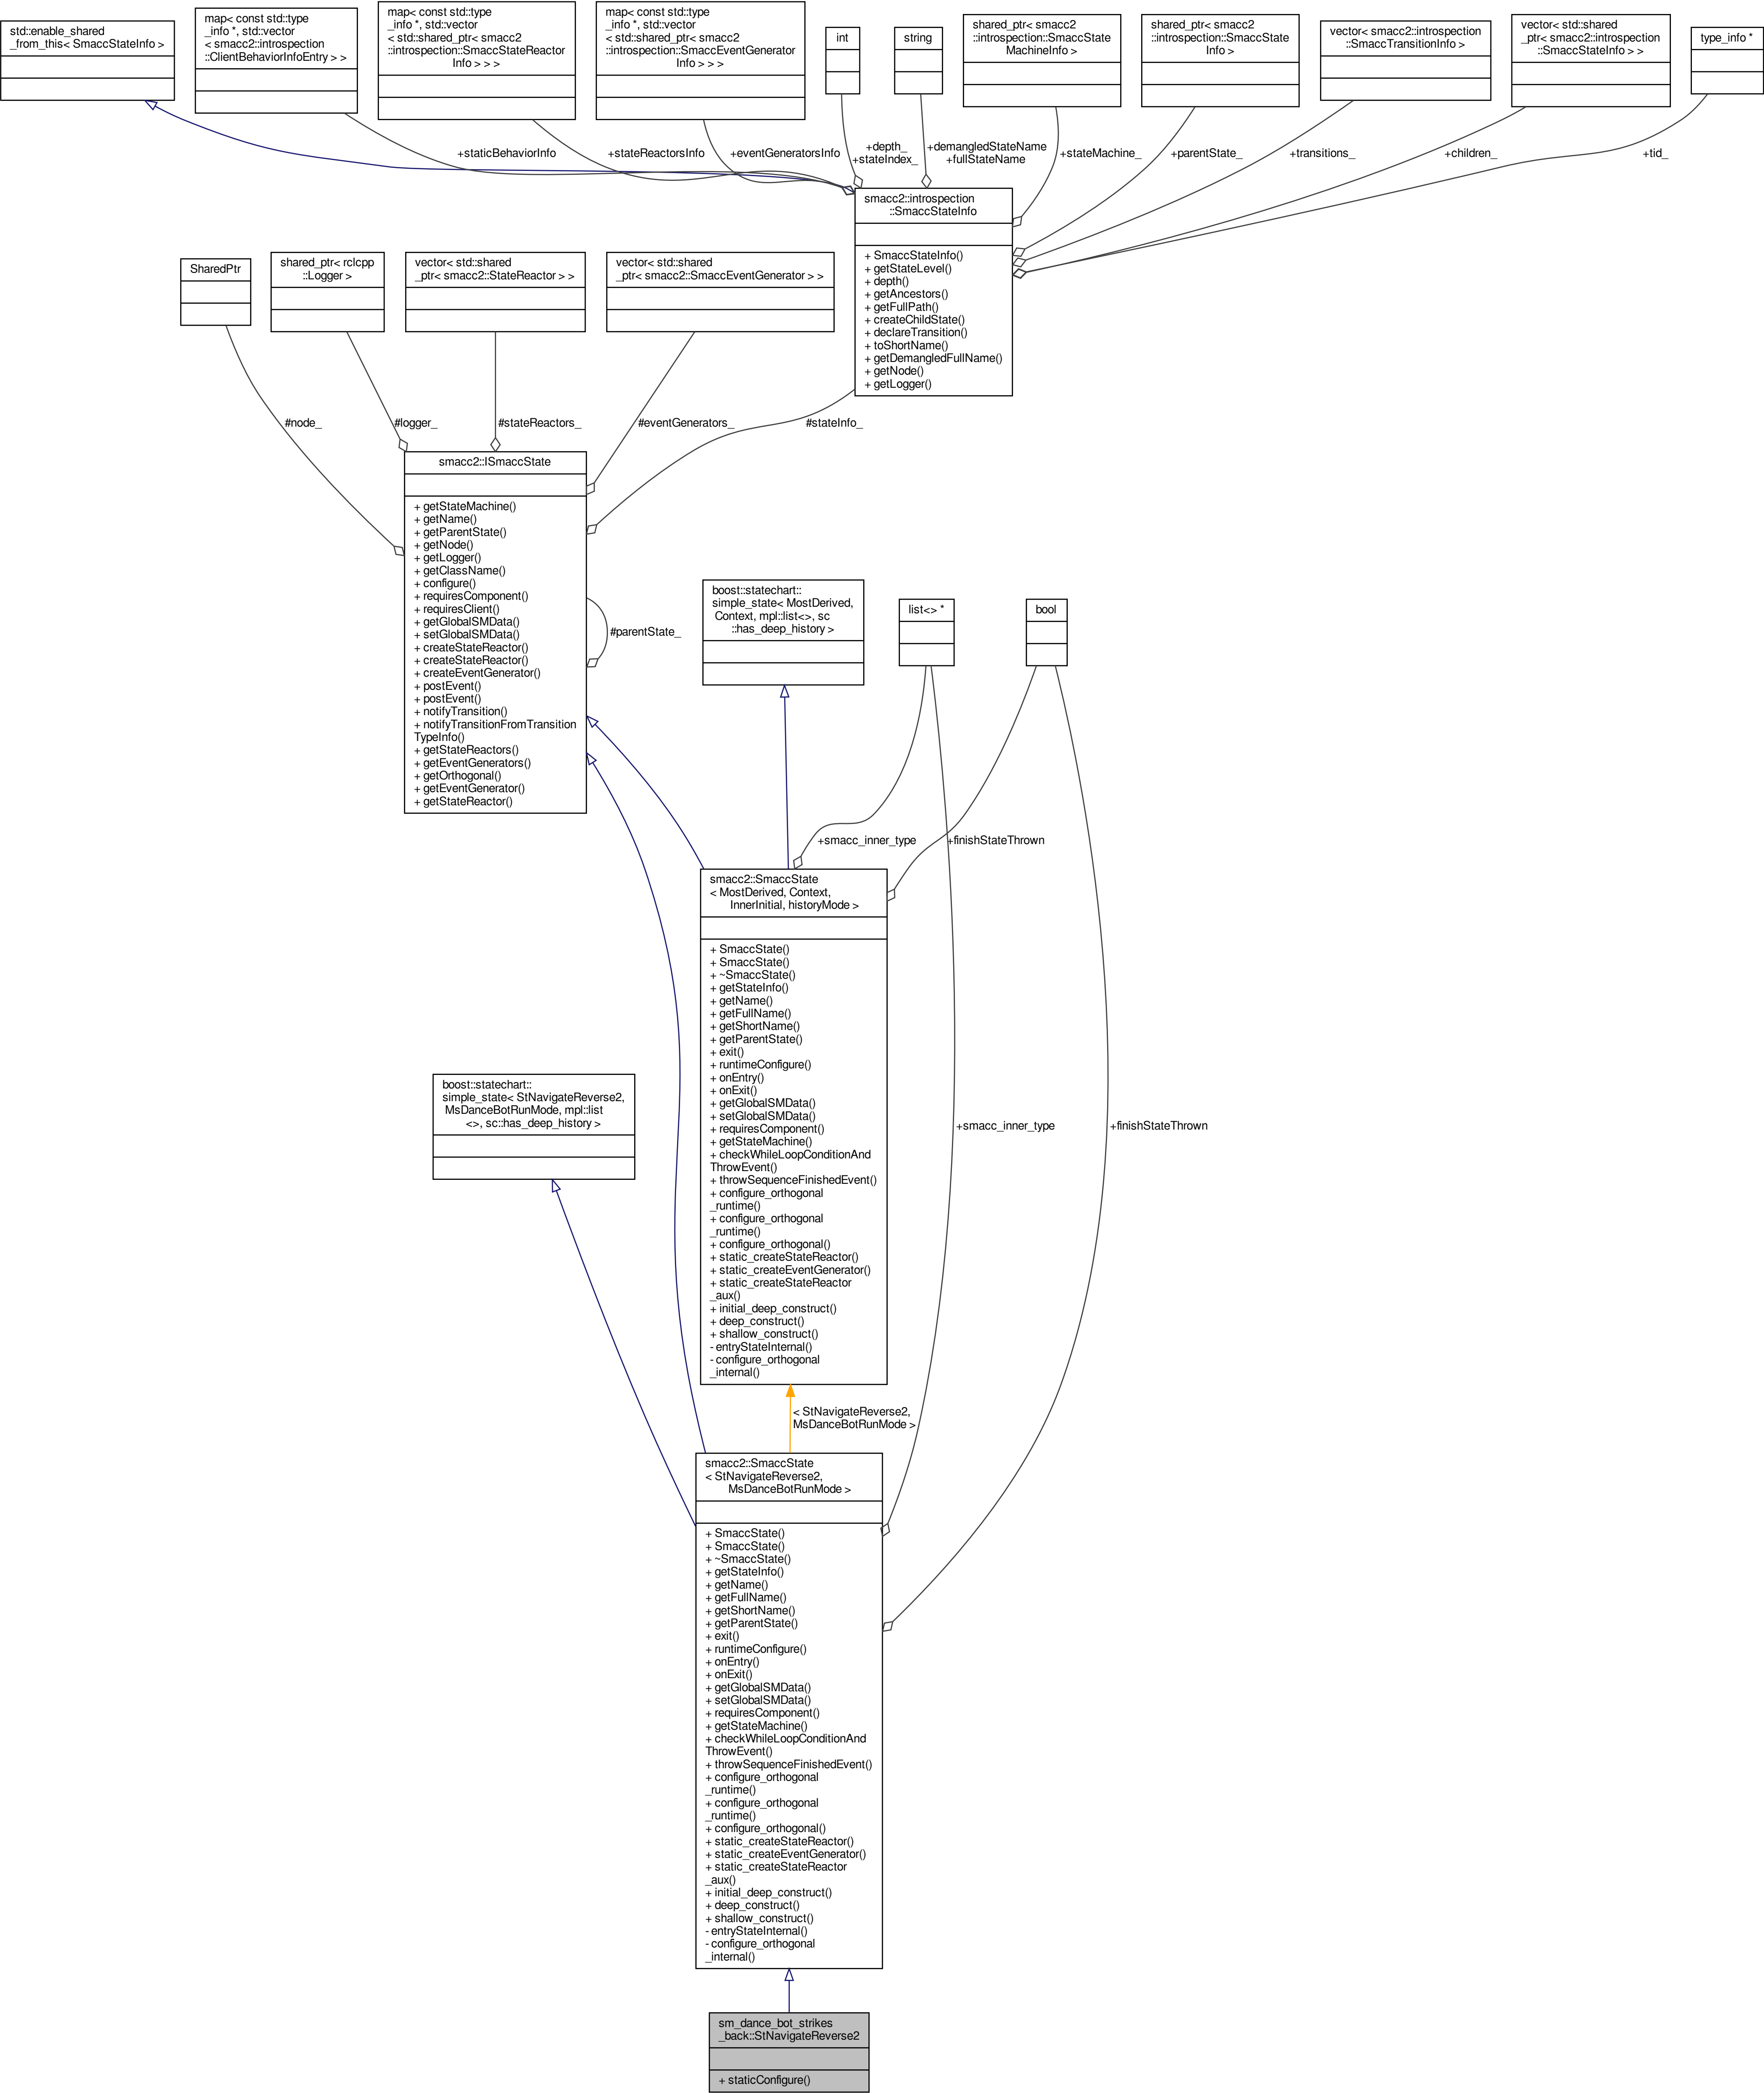 std::enable_shared
_from_this< SmaccStateInfo >
map< const std::type
_info *, std::vector
< smacc2::introspection
::ClientBehaviorInfoEntry > >
map< const std::type
_info *, std::vector
< std::shared_ptr< smacc2
::introspection::SmaccStateReactor
Info > > >
map< const std::type
_info *, std::vector
< std::shared_ptr< smacc2
::introspection::SmaccEventGenerator
Info > > >
int
string
shared_ptr< smacc2
::introspection::SmaccState
MachineInfo >
shared_ptr< smacc2
::introspection::SmaccState
Info >
vector< smacc2::introspection
::SmaccTransitionInfo >
vector< std::shared
_ptr< smacc2::introspection
::SmaccStateInfo > >
type_info *
+staticBehaviorInfo
+stateReactorsInfo
+eventGeneratorsInfo
+depth_
+stateIndex_
+demangledStateName
+fullStateName
+stateMachine_
+parentState_
+transitions_
+children_
+tid_
smacc2::introspection
::SmaccStateInfo
+ SmaccStateInfo()
+ getStateLevel()
+ depth()
+ getAncestors()
+ getFullPath()
+ createChildState()
+ declareTransition()
+ toShortName()
+ getDemangledFullName()
+ getNode()
+ getLogger()
SharedPtr
shared_ptr< rclcpp
::Logger >
vector< std::shared
_ptr< smacc2::StateReactor > >
vector< std::shared
_ptr< smacc2::SmaccEventGenerator > >
#node_
#logger_
#stateReactors_
#eventGenerators_
#stateInfo_
smacc2::ISmaccState
+ getStateMachine()
+ getName()
+ getParentState()
+ getNode()
+ getLogger()
+ getClassName()
+ configure()
+ requiresComponent()
+ requiresClient()
+ getGlobalSMData()
+ setGlobalSMData()
+ createStateReactor()
+ createStateReactor()
+ createEventGenerator()
+ postEvent()
+ postEvent()
+ notifyTransition()
+ notifyTransitionFromTransition
TypeInfo()
+ getStateReactors()
+ getEventGenerators()
+ getOrthogonal()
+ getEventGenerator()
+ getStateReactor()
#parentState_
boost::statechart::
simple_state< MostDerived,
Context, mpl::list<>, sc
::has_deep_history >
list<> *
bool
+smacc_inner_type
+finishStateThrown
smacc2::SmaccState
< MostDerived, Context,
InnerInitial, historyMode >
+ SmaccState()
+ SmaccState()
+ ~SmaccState()
+ getStateInfo()
+ getName()
+ getFullName()
+ getShortName()
+ getParentState()
+ exit()
+ runtimeConfigure()
+ onEntry()
+ onExit()
+ getGlobalSMData()
+ setGlobalSMData()
+ requiresComponent()
+ getStateMachine()
+ checkWhileLoopConditionAnd
ThrowEvent()
+ throwSequenceFinishedEvent()
+ configure_orthogonal
_runtime()
+ configure_orthogonal
_runtime()
+ configure_orthogonal()
+ static_createStateReactor()
+ static_createEventGenerator()
+ static_createStateReactor
_aux()
+ initial_deep_construct()
+ deep_construct()
+ shallow_construct()
- entryStateInternal()
- configure_orthogonal
_internal()
boost::statechart::
simple_state< StNavigateReverse2,
MsDanceBotRunMode, mpl::list
<>, sc::has_deep_history >
+smacc_inner_type
+finishStateThrown
< StNavigateReverse2,
MsDanceBotRunMode >
smacc2::SmaccState
< StNavigateReverse2,
MsDanceBotRunMode >
+ SmaccState()
+ SmaccState()
+ ~SmaccState()
+ getStateInfo()
+ getName()
+ getFullName()
+ getShortName()
+ getParentState()
+ exit()
+ runtimeConfigure()
+ onEntry()
+ onExit()
+ getGlobalSMData()
+ setGlobalSMData()
+ requiresComponent()
+ getStateMachine()
+ checkWhileLoopConditionAnd
ThrowEvent()
+ throwSequenceFinishedEvent()
+ configure_orthogonal
_runtime()
+ configure_orthogonal
_runtime()
+ configure_orthogonal()
+ static_createStateReactor()
+ static_createEventGenerator()
+ static_createStateReactor
_aux()
+ initial_deep_construct()
+ deep_construct()
+ shallow_construct()
- entryStateInternal()
- configure_orthogonal
_internal()
sm_dance_bot_strikes
_back::StNavigateReverse2
+ staticConfigure()